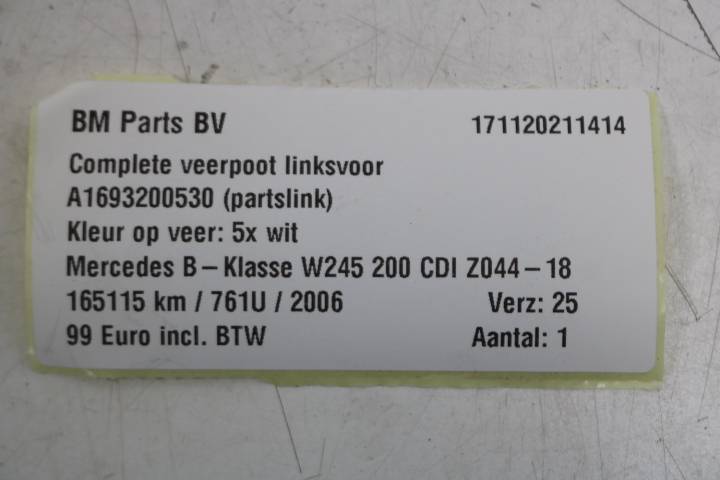 BM Parts BV 171120211414
Complete veerpoot linksvoor
A1693200530 (partslink)
Kleur op veer: 5x wit
Mercedes B-Klasse W245 200 CDI Z044-18
165115 km / 761U / 2006 Verz: 25
99 Euro incl. BTW Aantal: 1